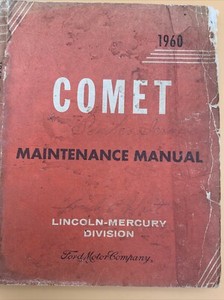 1960
COMET
MAINTENANCE MANUAL
LINCOLN-MERCURY
DIVISION
Ford Motor Company